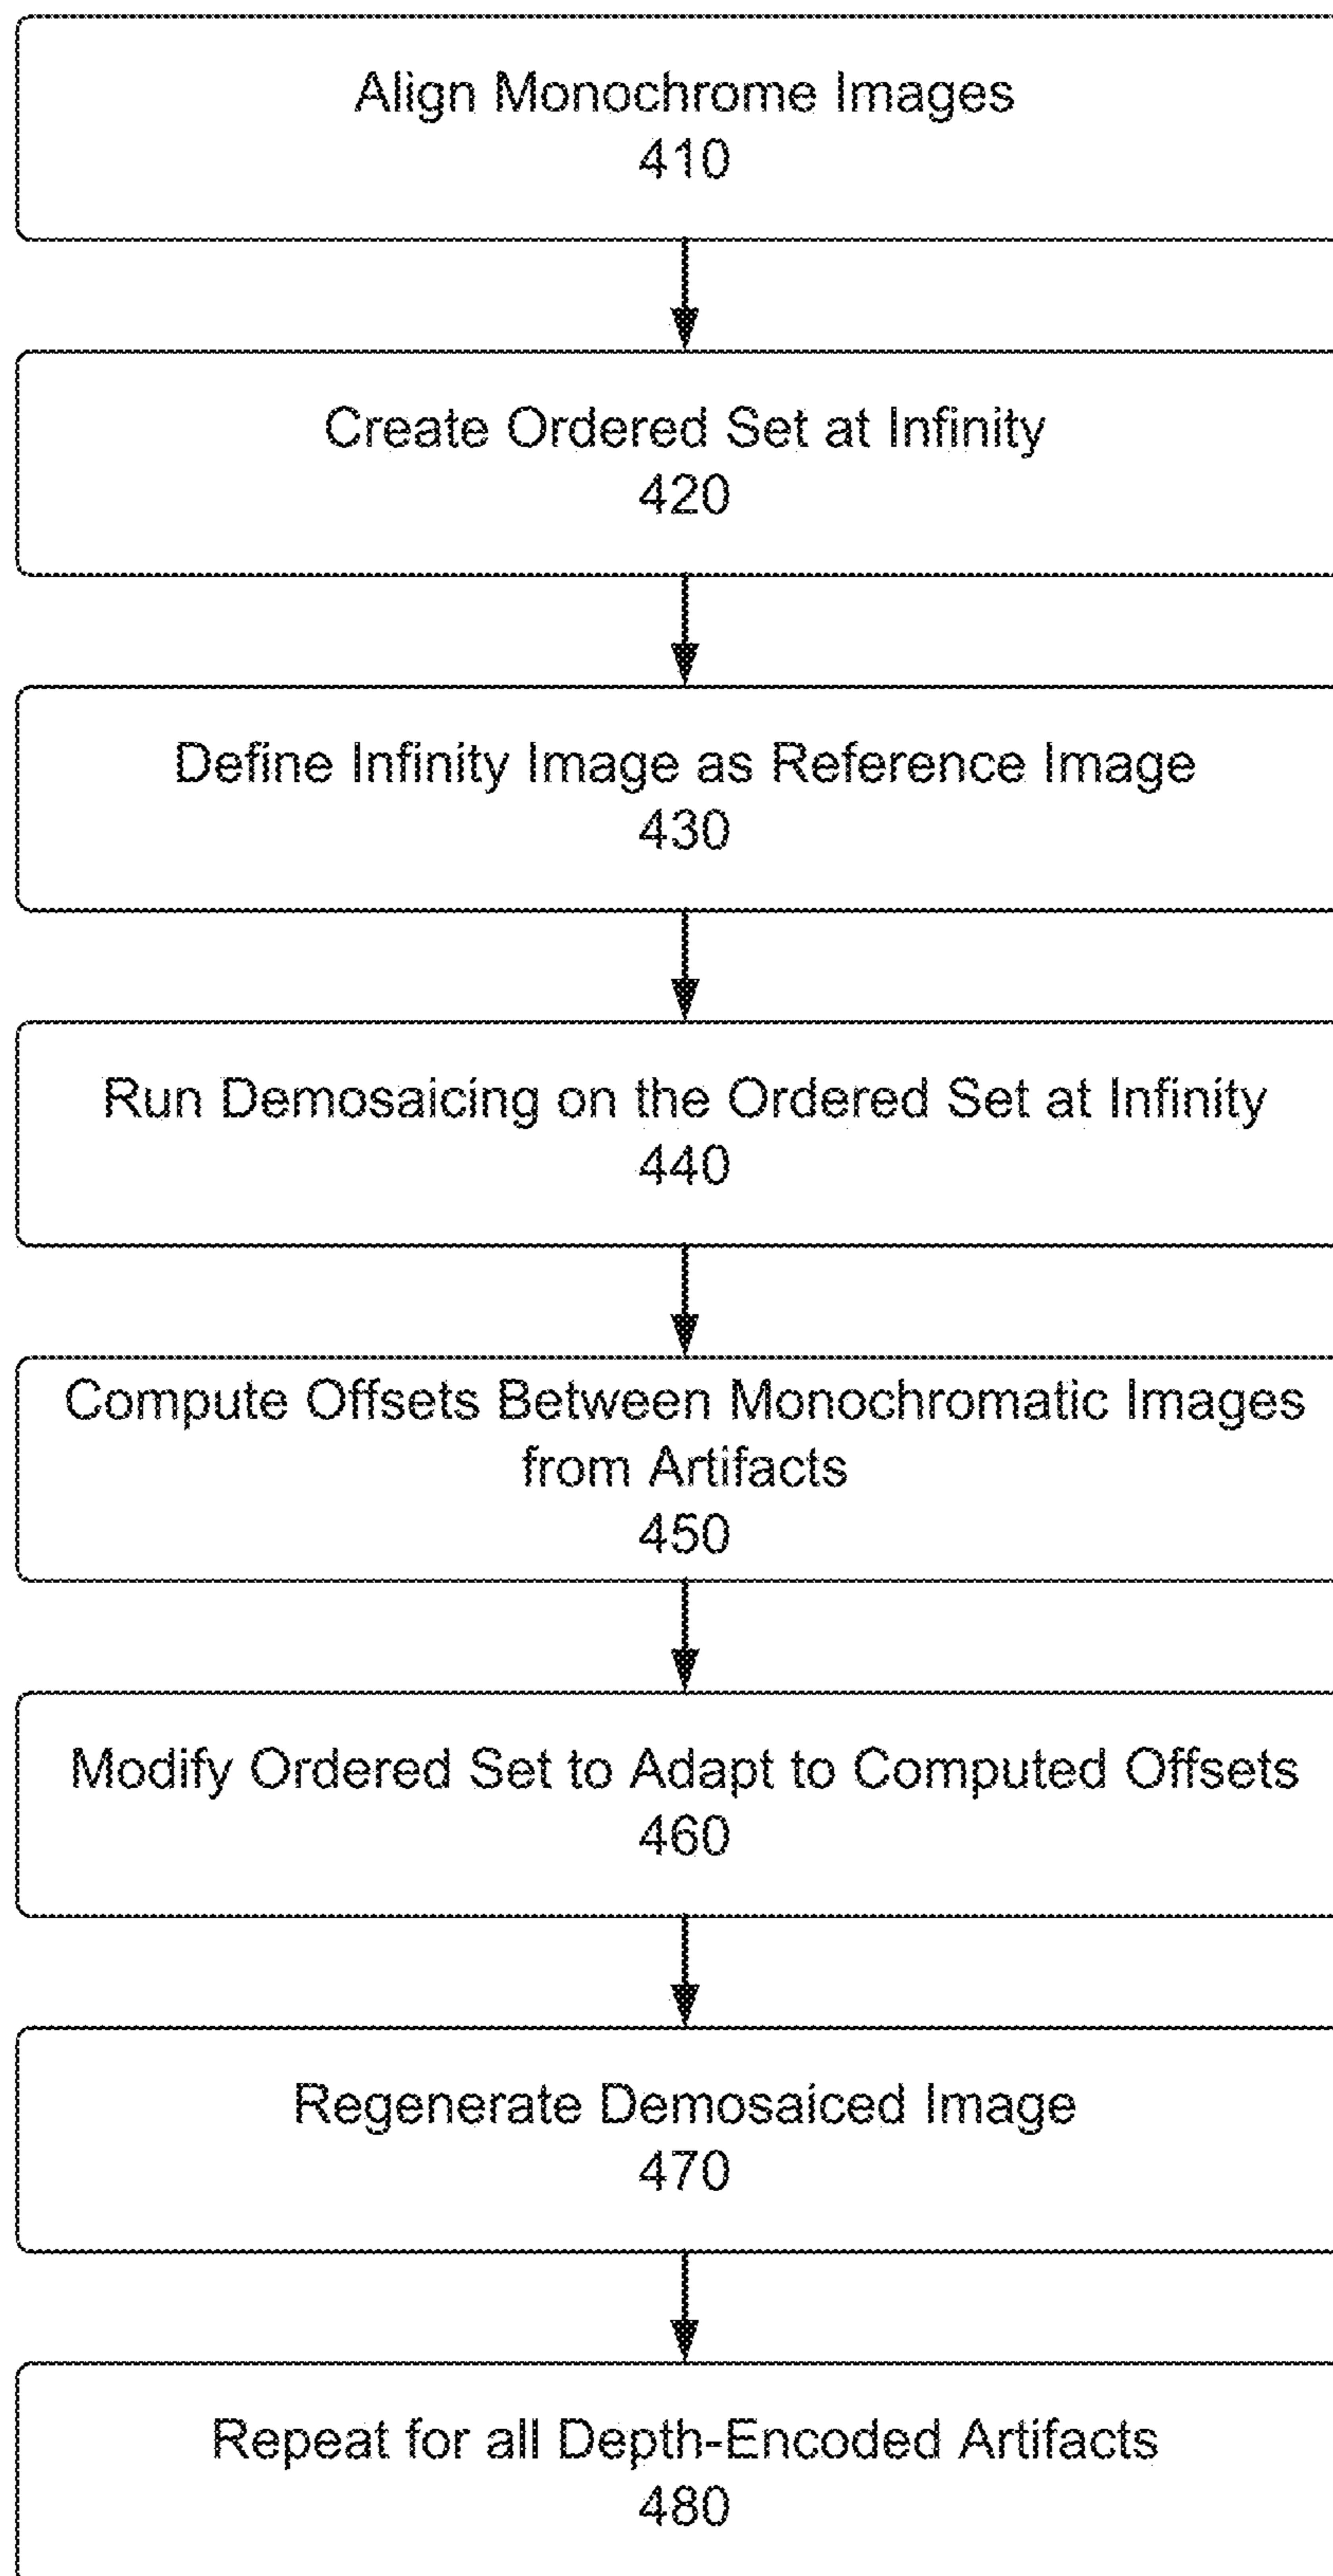 Align Monochrome Images
410
Create Ordered Set at Infinity
420
Define Infinity Image as Reference Image
430
Run Demosaicing on the Ordered Set at Infinity
440
Compute Offsets Between Monochromatic Images
from Artifacts
450
Modify Ordered Set to Adapt to Computed Offsets
460
Regenerate Demosaiced Image
470
Repeat for all Depth-Encoded Artifacts
480